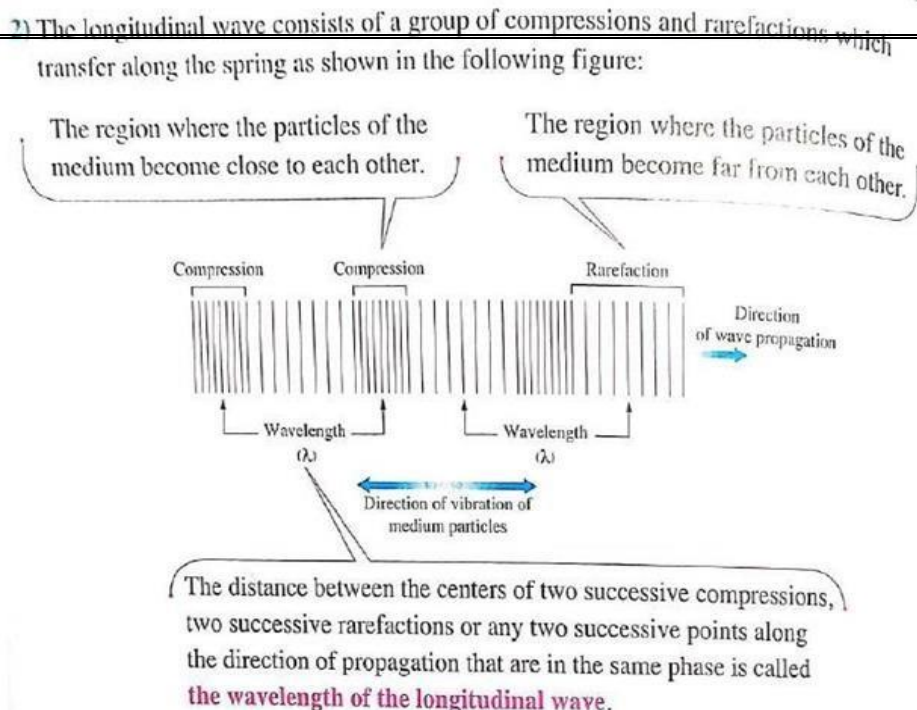 2) The longitudinal wave consists of a group of compressions and rarefactions which
transfer along the spring as shown in the following figure:
The region where the particles of the
medium become close to each other.
The region where the particles of the
medium become far from each other.
Compression
Compression
Rarefaction
Direction
of wave propagation
Wavelength
(λ)
Wavelength
(λ)
Direction of vibration of
medium particles
The distance between the centers of two successive compressions,
two successive rarefactions or any two successive points along
the direction of propagation that are in the same phase is called
the wavelength of the longitudinal wave.